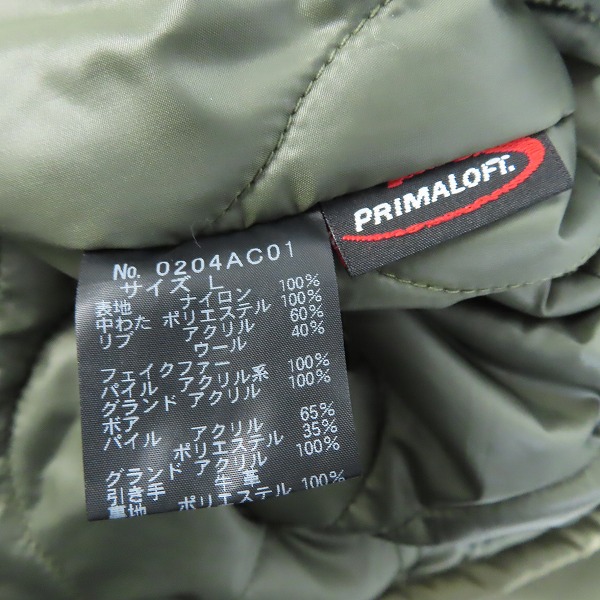 No. 0204AC01
サイズ L
表地 ナイロン 100%
中わた ポリエステル 100%
リブ アクリル 60%
ウール 40%
フェイクファー
パイル アクリル系 100%
グランド アクリル 100%
ボア
パイル アクリル 65%
ポリエステル 35%
グランド アクリル 100%
引き手 牛革
裏地 ポリエステル 100%
PRIMALOFT.